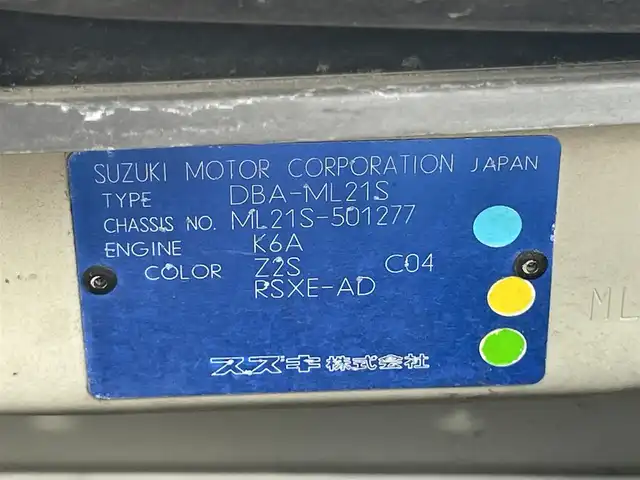 SUZUKI MOTOR CORPORATION JAPAN
TYPE DBA-ML21S
CHASSIS NO. ML21S-501277
ENGINE K6A
COLOR Z2S C04
RSXE-AD
スズキ株式会社
ML